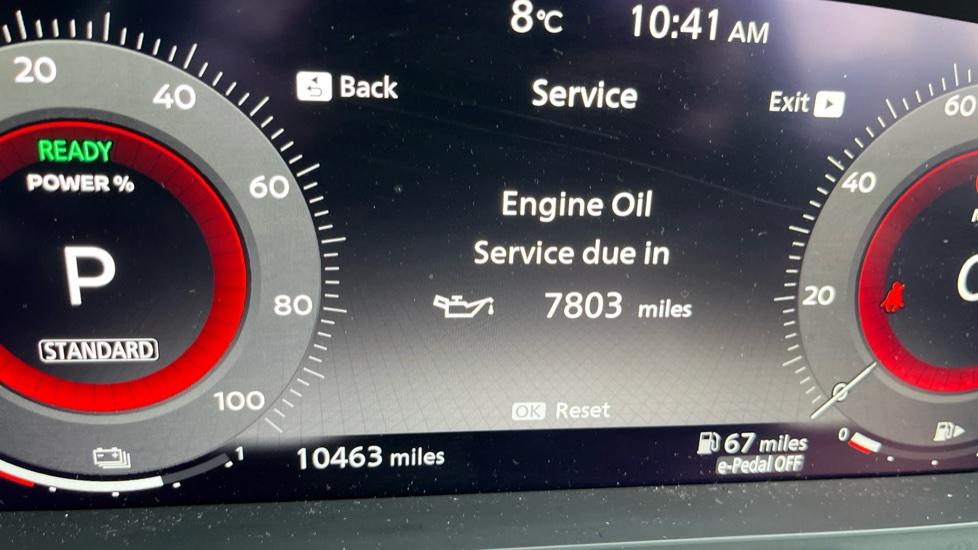 8°C 10:41 AM
Back
Service
Exit
20
40
60
80
100
READY
POWER %
P
STANDARD
Engine Oil
Service due in
7803 miles
OK Reset
60
40
20
0
1
10463 miles
67 miles
e-Pedal OFF